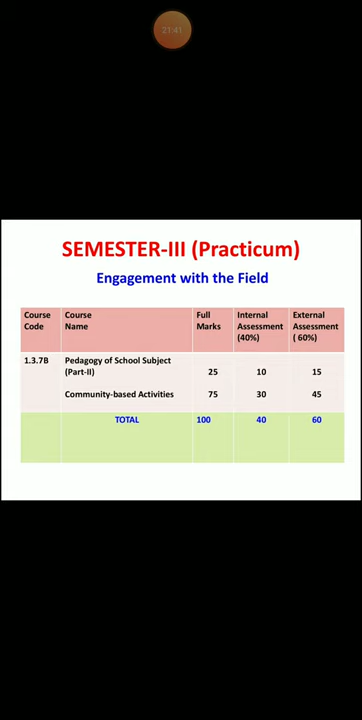 21:41
SEMESTER-III (Practicum)
Engagement with the Field
Course Code Course Name Full Marks Internal Assessment (40%) External Assessment ( 60%)
1.3.7B Pedagogy of School Subject
(Part-II) 25 10 15
Community-based Activities 75 30 45
TOTAL 100 40 60